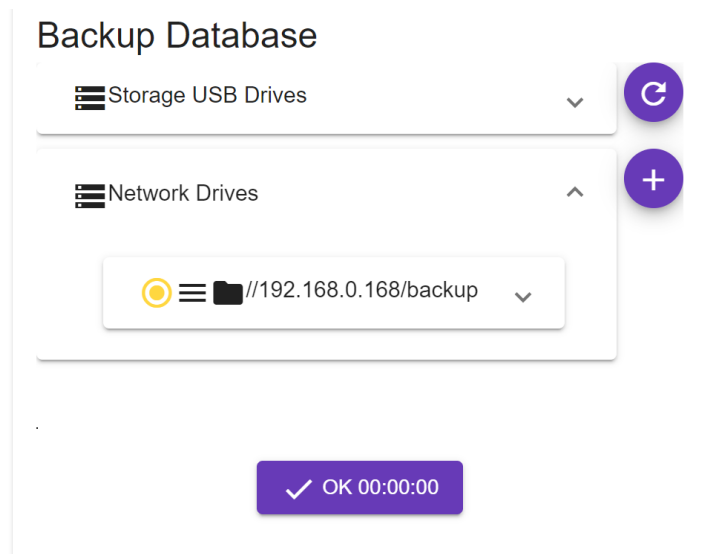 Backup Database
Storage USB Drives
Network Drives
//192.168.0.168/backup
.
OK 00:00:00